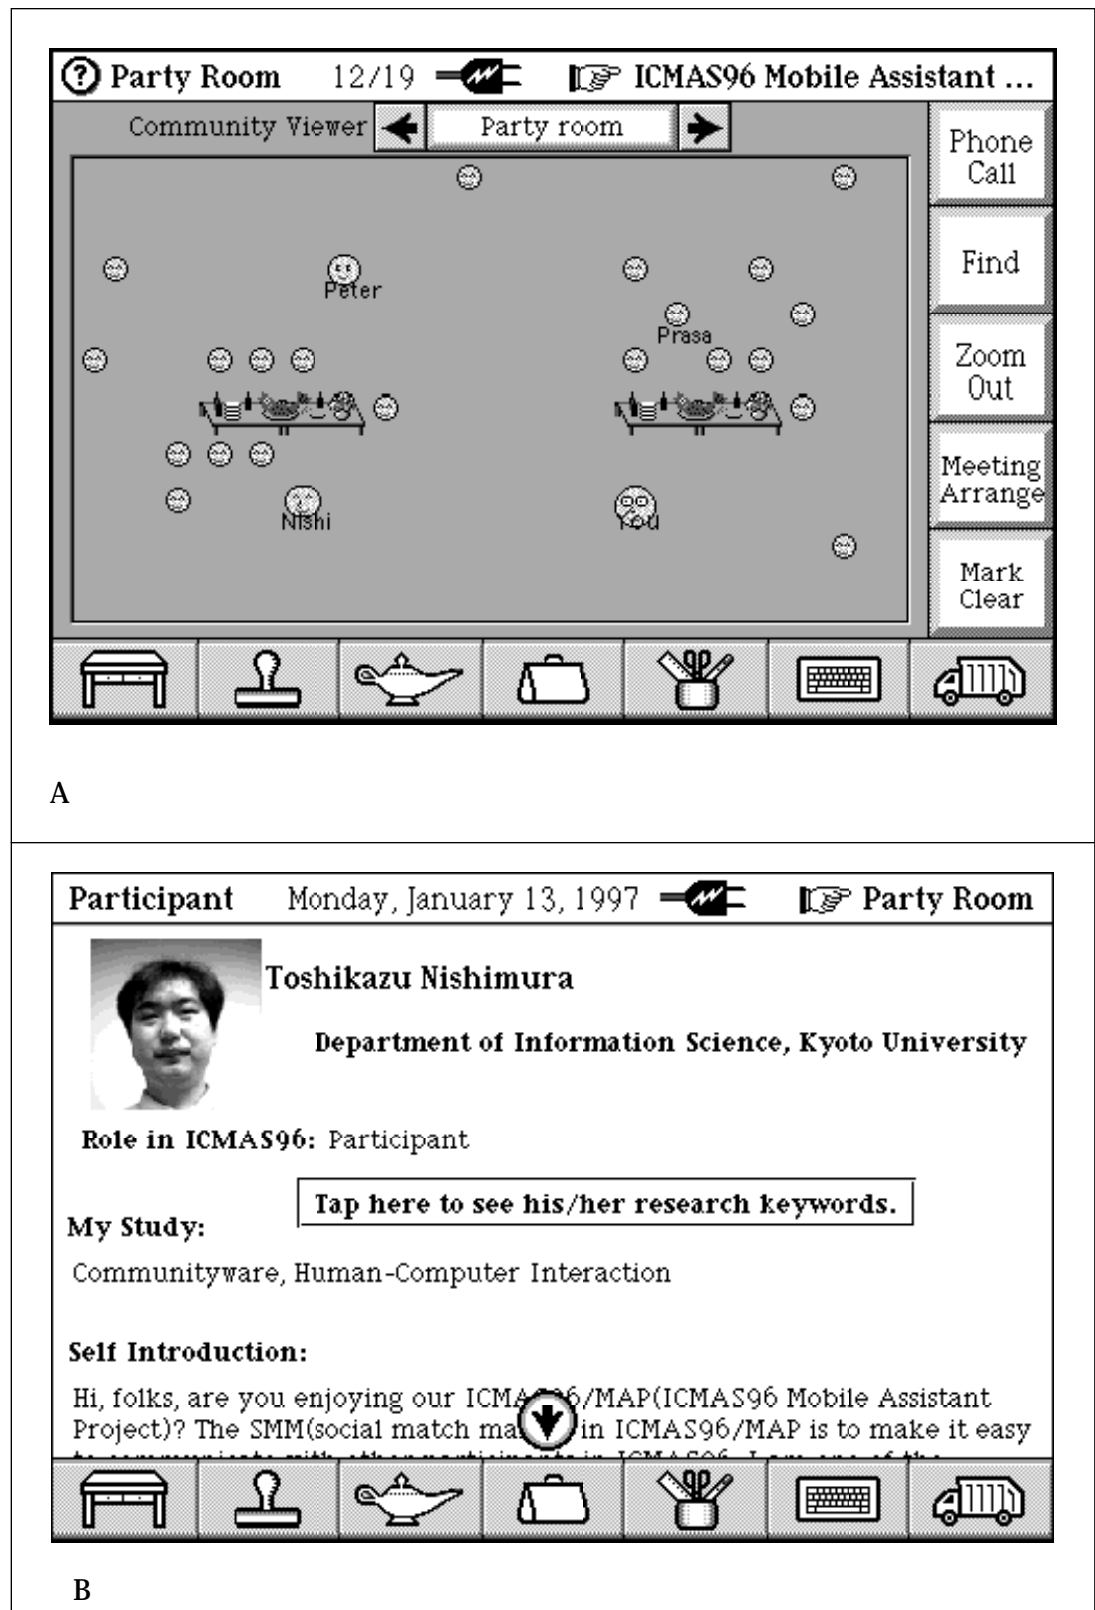 Party Room 12/19 ICMAS96 Mobile Assistant ...
Community Viewer Party room
Phone
Call
Peter
Find
Prasa
Zoom
Out
Meeting
Arrange
Nishi
You
Mark
Clear
A
Participant Monday, January 13, 1997 Party Room
Toshikazu Nishimura
Department of Information Science, Kyoto University
Role in ICMAS96: Participant
Tap here to see his/her research keywords.
My Study:
Communityware, Human-Computer Interaction
Self Introduction:
Hi, folks, are you enjoying our ICMAS96/MAP(ICMAS96 Mobile Assistant
Project)? The SMM(social match in ICMAS96/MAP is to make it easy
B